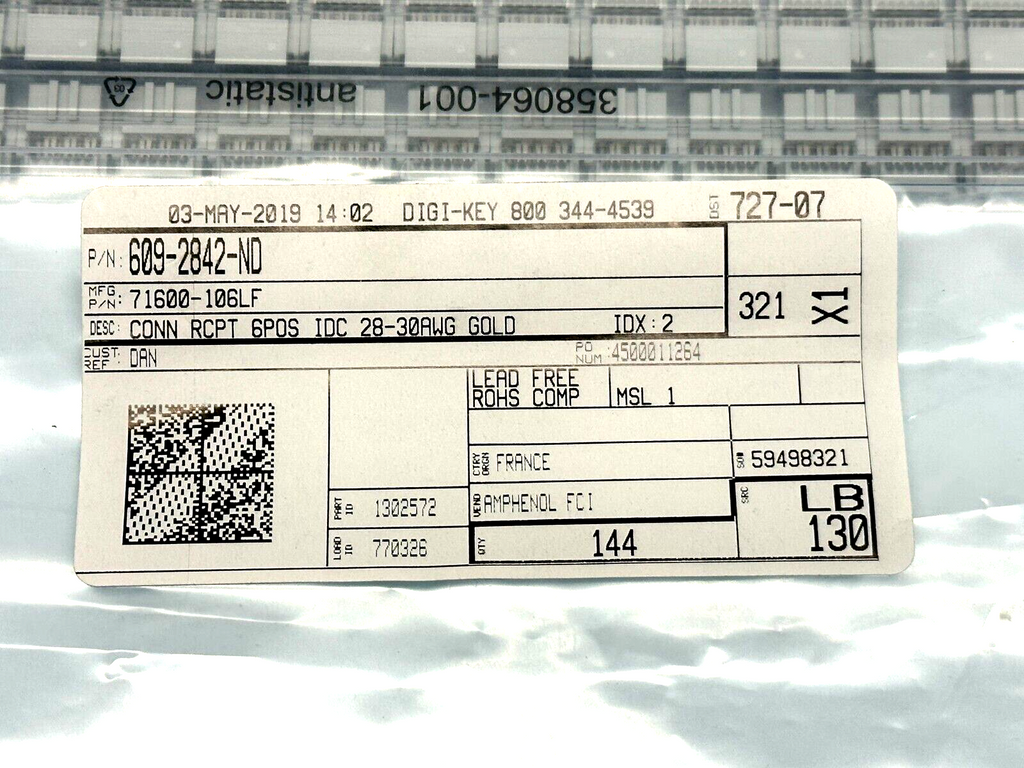 358064-001 antistatic 03
03-MAY-2019 14:02 DIGI-KEY 800 344-4539 DST 727-07
P/N: 609-2842-ND
MFG P/N: 71600-106LF
321 X1
DESC: CONN RCPT 6POS IDC 28-30AWG GOLD IDX: 2
CUST REF: DAN PO NUM :4500011264
LEAD FREE
ROHS COMP MSL 1
CTRY ORGN FRANCE SO# 59498321
PART ID 1302572 VEND AMPHENOL FCI SRC LB
LOAD ID 770326 QTY 144 130